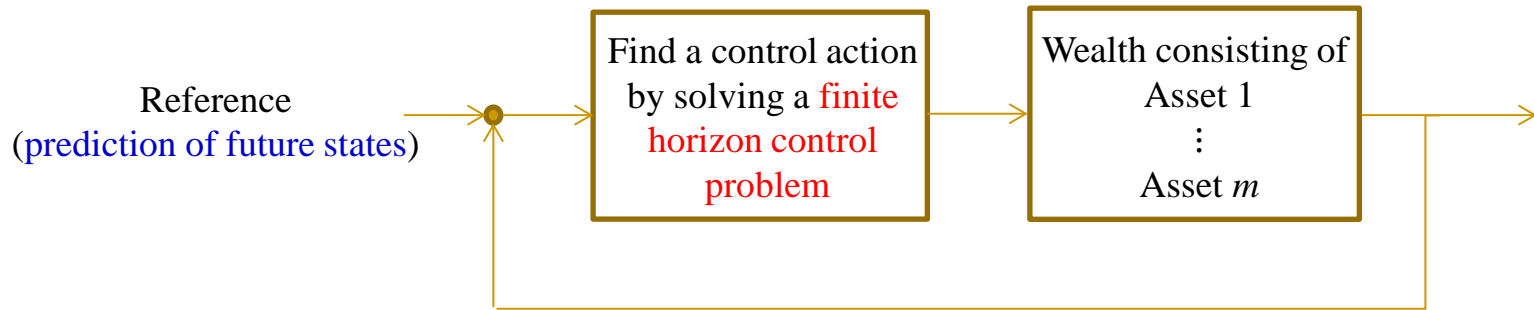 Reference
(prediction of future states)
Find a control action
by solving a finite
horizon control
problem
Wealth consisting of
Asset 1
⋮
Asset m